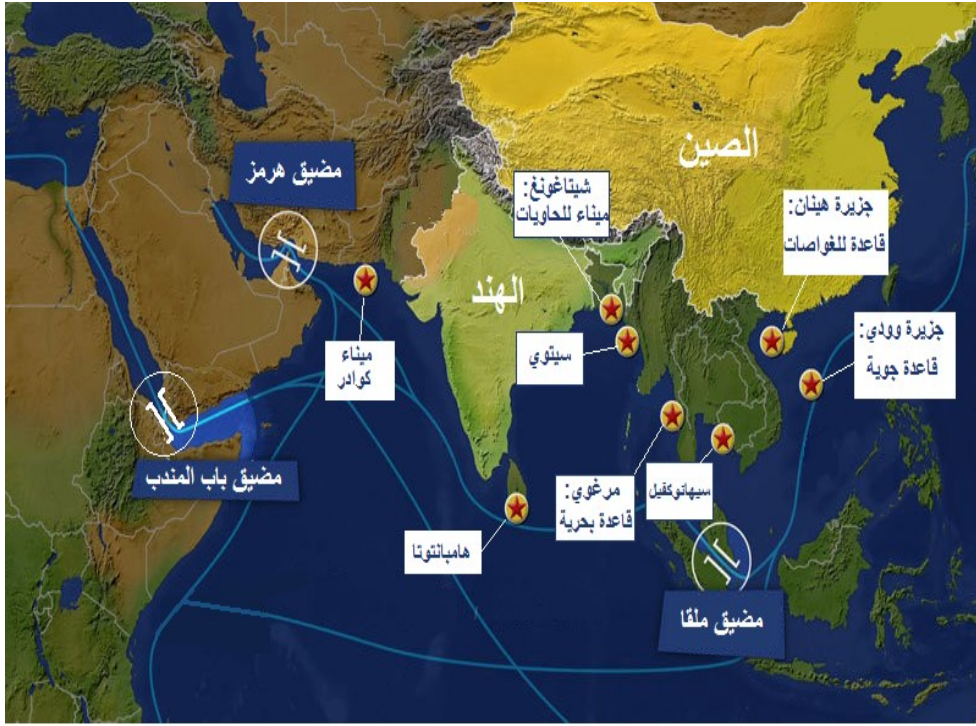 الصين
مضيق هرمز
شيتاغونغ:
ميناء للحاويات
جزيرة هينان:
قاعدة للغواصات
الهند
جزيرة وودي:
قاعدة جوية
سيتوي
ميناء
كوادر
مضيق باب المندب
مرغوي:
قاعدة بحرية
سيهانوكفيل
هامبانتوتا
مضيق ملقا